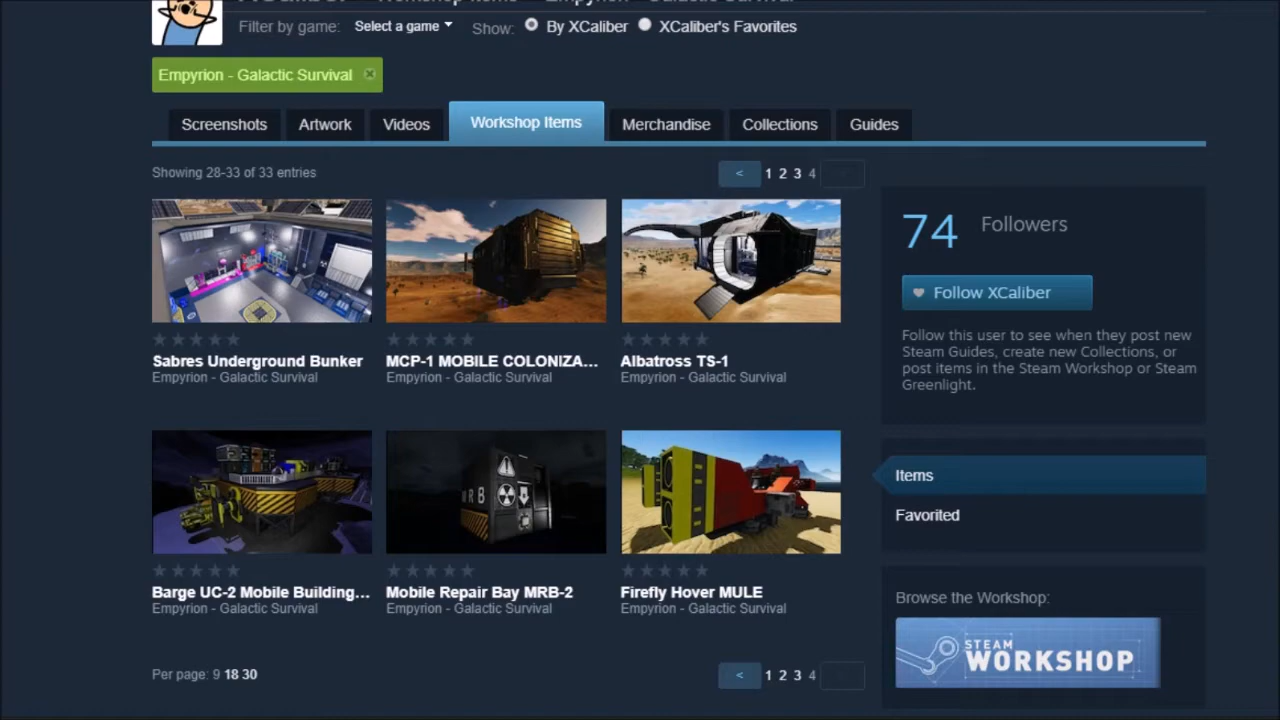 Filter by game:
Select a game
Show:
By XCaliber
XCaliber's Favorites
Empyrion - Galactic Survival
Screenshots
Artwork
Videos
Workshop Items
Merchandise
Collections
Guides
Showing 28-33 of 33 entries
< 1 2 3 4
Sabres Underground Bunker
Empyrion - Galactic Survival
MCP-1 MOBILE COLONIZA...
Empyrion - Galactic Survival
Albatross TS-1
Empyrion - Galactic Survival
MRB
Barge UC-2 Mobile Building...
Empyrion - Galactic Survival
Mobile Repair Bay MRB-2
Empyrion - Galactic Survival
Firefly Hover MULE
Empyrion - Galactic Survival
Per page: 9 18 30
< 1 2 3 4
74 Followers
Follow XCaliber
Follow this user to see when they post new
Steam Guides, create new Collections, or
post items in the Steam Workshop or Steam
Greenlight.
Items
Favorited
Browse the Workshop:
STEAM
WORKSHOP